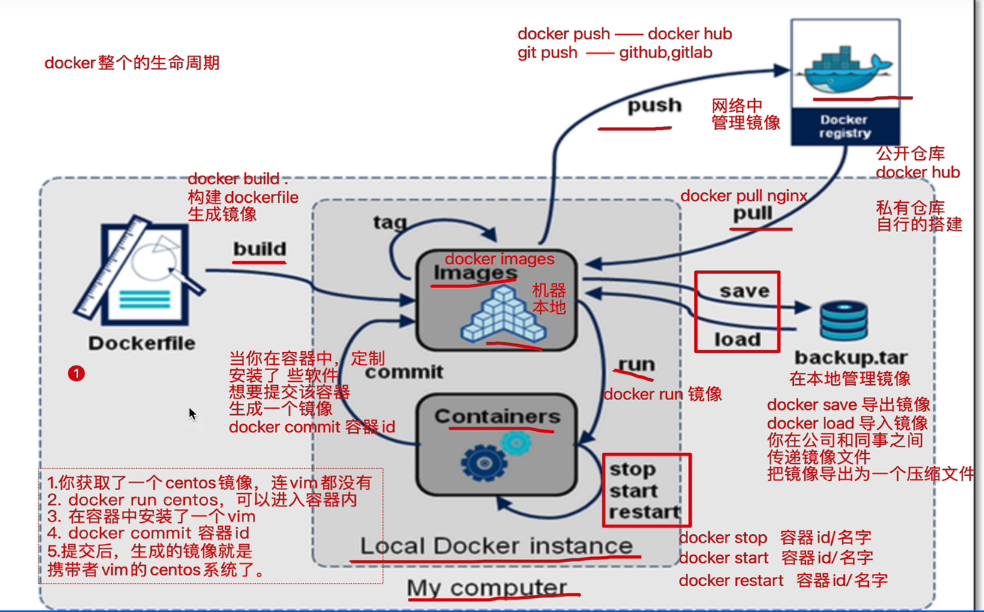 docker整个的生命周期
docker push —— docker hub
git push —— github,gitlab
push
网络中
管理镜像
Docker
registry
公开仓库
docker hub
私有仓库
自行的搭建
docker build .
构建dockerfile
生成镜像
build
tag
docker pull nginx
pull
docker images
Images
机器
本地
save
load
backup.tar
在本地管理镜像
docker save 导出镜像
docker load 导入镜像
你在公司和同事之间
传递镜像文件
把镜像导出为一个压缩文件
Dockerfile
1
当你在容器中，定制
安装了 些软件
想要提交该容器
生成一个镜像
docker commit 容器id
commit
run
docker run 镜像
Containers
stop
start
restart
1.你获取了一个centos镜像，连vim都没有
2. docker run centos，可以进入容器内
3. 在容器中安装了一个vim
4. docker commit 容器id
5.提交后，生成的镜像就是
携带者vim的centos系统了。
Local Docker instance
docker stop 容器id/名字
docker start 容器id/名字
docker restart 容器id/名字
My computer